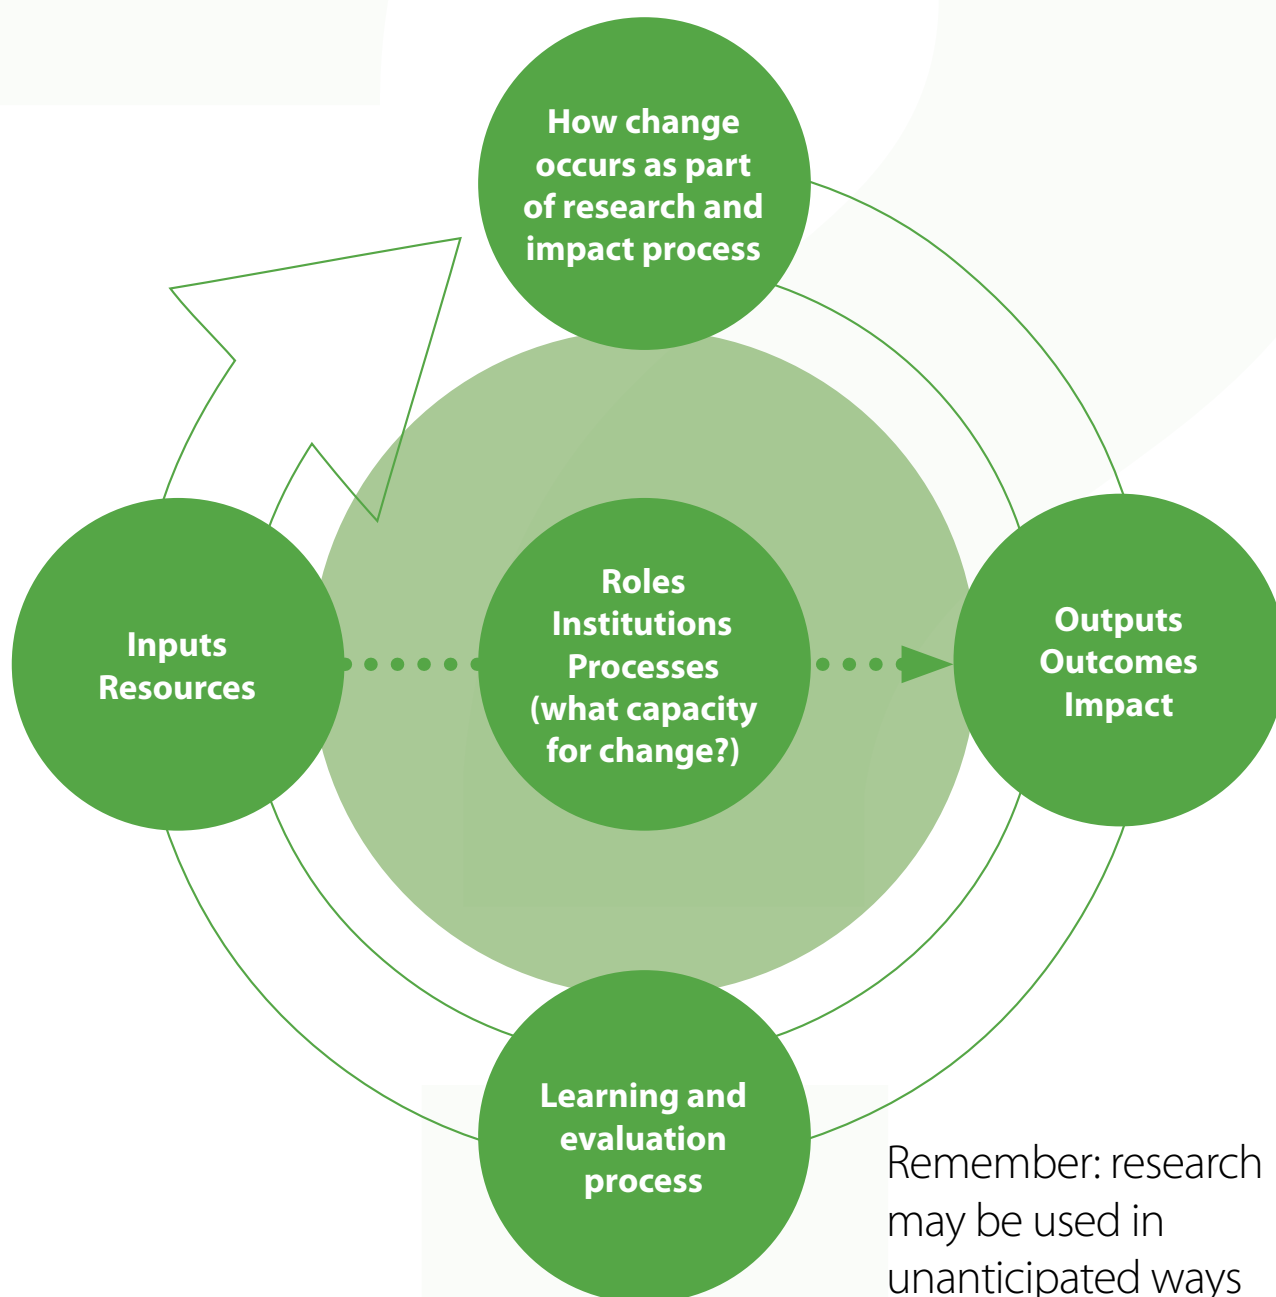 How change
occurs as part
of research and
impact process
Inputs
Resources
Roles
Institutions
Processes
(what capacity
for change?)
Outputs
Outcomes
Impact
Learning and
evaluation
process
Remember: research
may be used in
unanticipated ways